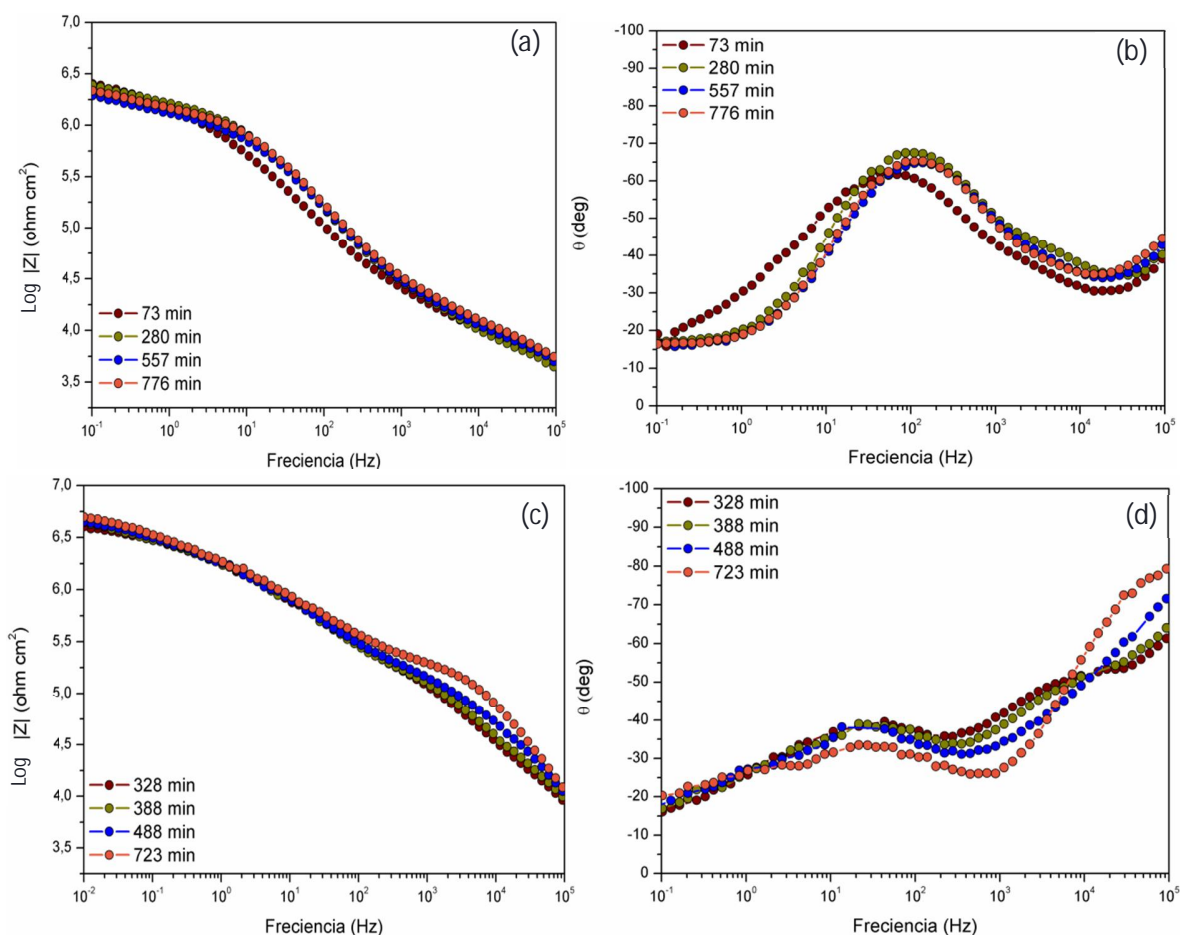 (a)
7,0
6,5
6,0
5,5
5,0
4,5
4,0
3,5
Log |Z| (ohm cm²)
73 min
280 min
557 min
776 min
10⁻¹ 10⁰ 10¹ 10² 10³ 10⁴ 10⁵
Freciencia (Hz)
(b)
-100
-90
-80
-70
-60
-50
-40
-30
-20
-10
0
θ (deg)
73 min
280 min
557 min
776 min
10⁻¹ 10⁰ 10¹ 10² 10³ 10⁴ 10⁵
Freciencia (Hz)
(c)
7,0
6,5
6,0
5,5
5,0
4,5
4,0
3,5
Log |Z| (ohm cm²)
328 min
388 min
488 min
723 min
10⁻² 10⁻¹ 10⁰ 10¹ 10² 10³ 10⁴ 10⁵
Freciencia (Hz)
(d)
-100
-90
-80
-70
-60
-50
-40
-30
-20
-10
0
θ (deg)
328 min
388 min
488 min
723 min
10⁻¹ 10⁰ 10¹ 10² 10³ 10⁴ 10⁵
Freciencia (Hz)